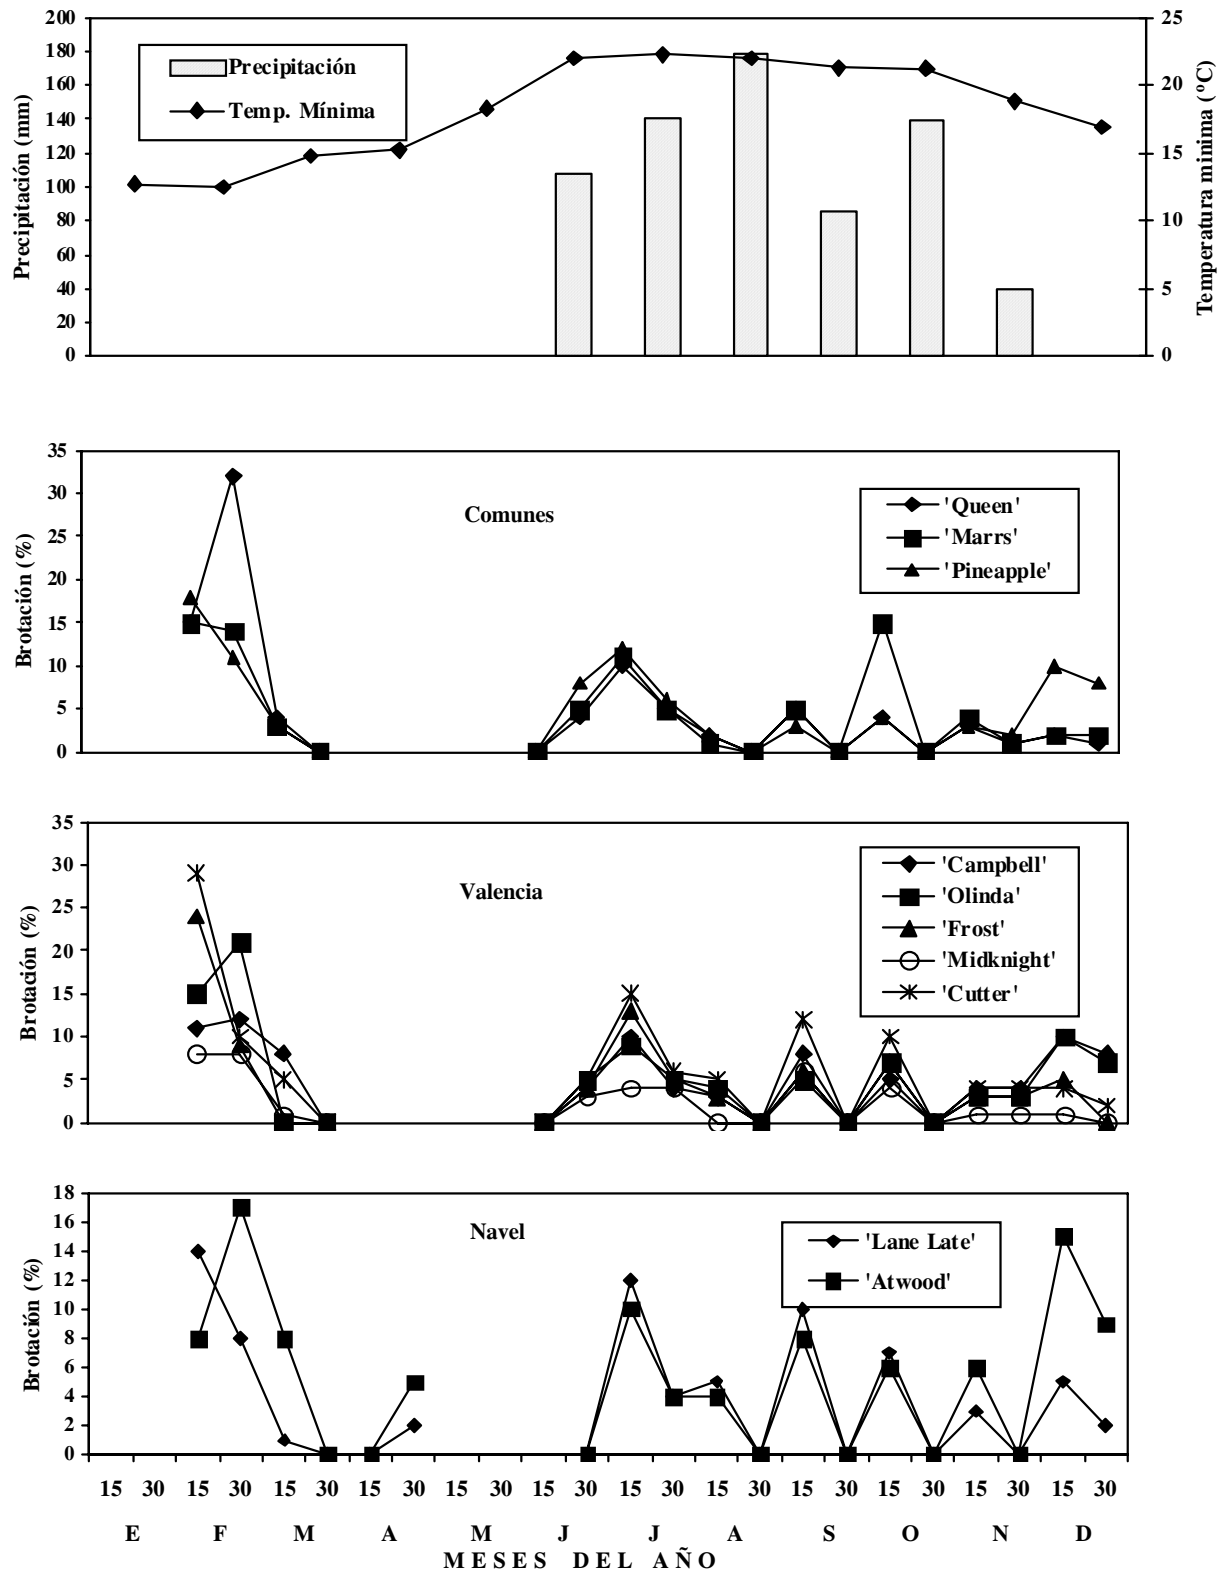 200
180
160
140
120
100
80
60
40
20
0
Precipitación (mm)
25
20
15
10
5
0
Temperatura minima (ºC)
Precipitación
Temp. Mínima
35
30
25
20
15
10
5
0
Brotación (%)
Comunes
'Queen'
'Marrs'
'Pineapple'
35
30
25
20
15
10
5
0
Brotación (%)
Valencia
'Campbell'
'Olinda'
'Frost'
'Midknight'
'Cutter'
18
16
14
12
10
8
6
4
2
0
Brotación (%)
Navel
'Lane Late'
'Atwood'
15 30 15 30 15 30 15 30 15 30 15 30 15 30 15 30 15 30 15 30 15 30 15 30
E F M A M J J A S O N D
MESES DEL AÑO